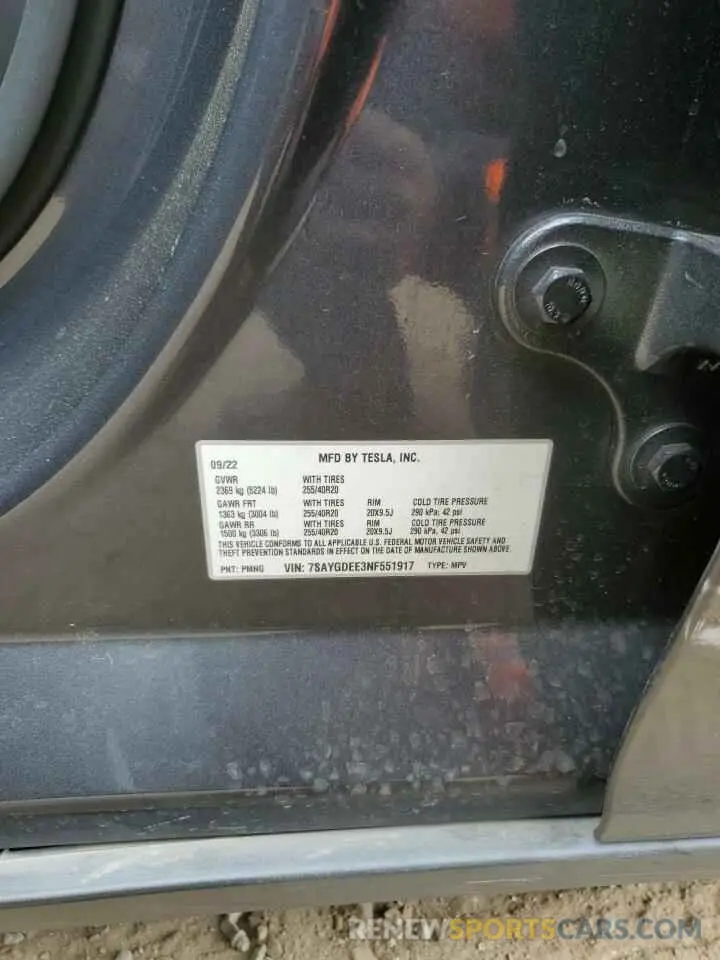 09/22 MFD BY TESLA, INC.
GVWR WITH TIRES
2369 kg (5224 lb) 255/40R20
GAWR FRT WITH TIRES RIM COLD TIRE PRESSURE
1363 kg (3004 lb) 255/40R20 20X9.5J 290 kPa, 42 psi
GAWR RR WITH TIRES RIM COLD TIRE PRESSURE
1500 kg (3306 lb) 255/40R20 20X9.5J 290 kPa, 42 psi
THIS VEHICLE CONFORMS TO ALL APPLICABLE U.S. FEDERAL MOTOR VEHICLE SAFETY AND
THEFT PREVENTION STANDARDS IN EFFECT ON THE DATE OF MANUFACTURE SHOWN ABOVE.
PNT: PMNG VIN: 7SAYGDEE3NF551917 TYPE: MPV
RENEWSPORTSCARS.COM